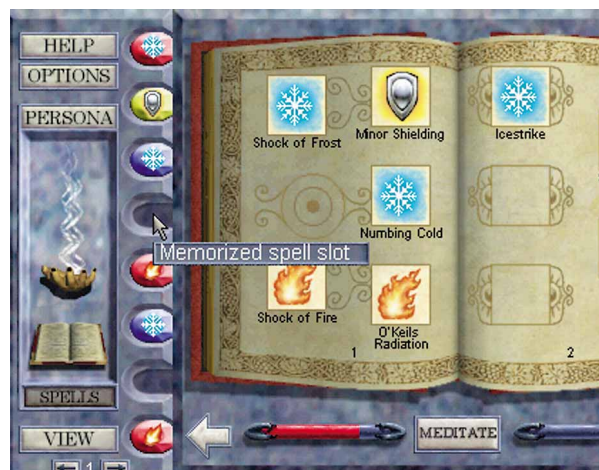 HELP
OPTIONS
PERSONA
SPELLS
VIEW
1
Memorized spell slot
Shock of Frost
Minor Shielding
Icestrike
Numbing Cold
Shock of Fire
O'Keils
Radiation
1
2
MEDITATE